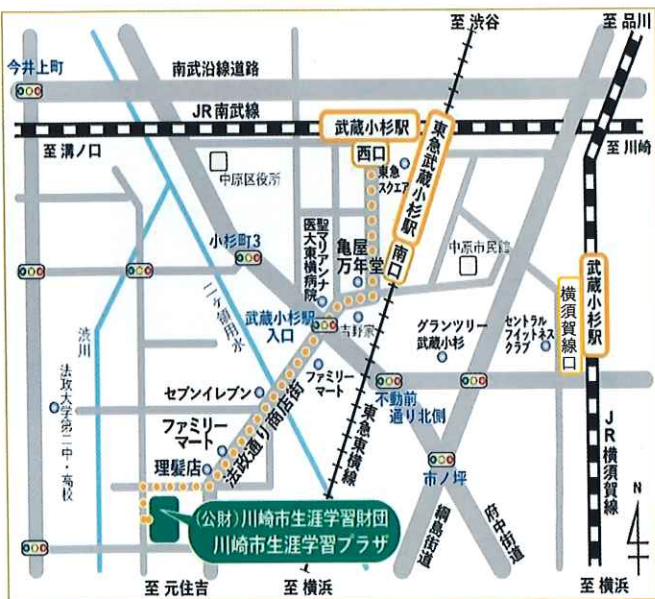 至 渋谷
至 品川
今井上町
南武沿線道路
JR南武線
武蔵小杉駅
西口
東急武蔵小杉駅
南口
至 溝ノ口
至 川崎
中原区役所
東急
スクエア
小杉町3
聖マリアンナ
医大東横病院
亀屋
万年堂
中原市民館
武蔵小杉駅
横須賀線口
二ヶ領用水
武蔵小杉駅
入口
吉野家
グランツリー
武蔵小杉
セントラル
フィットネス
クラブ
渋川
法政大学第二中・高校
セブンイレブン
ファミリー
マート
不動前
通り北側
ファミリー
マート
法政通り商店街
東急東横線
理髪店
市ノ坪
JR横須賀線
N
(公財)川崎市生涯学習財団
川崎市生涯学習プラザ
綱島街道
府中街道
至 元住吉
至 横浜
至 横浜